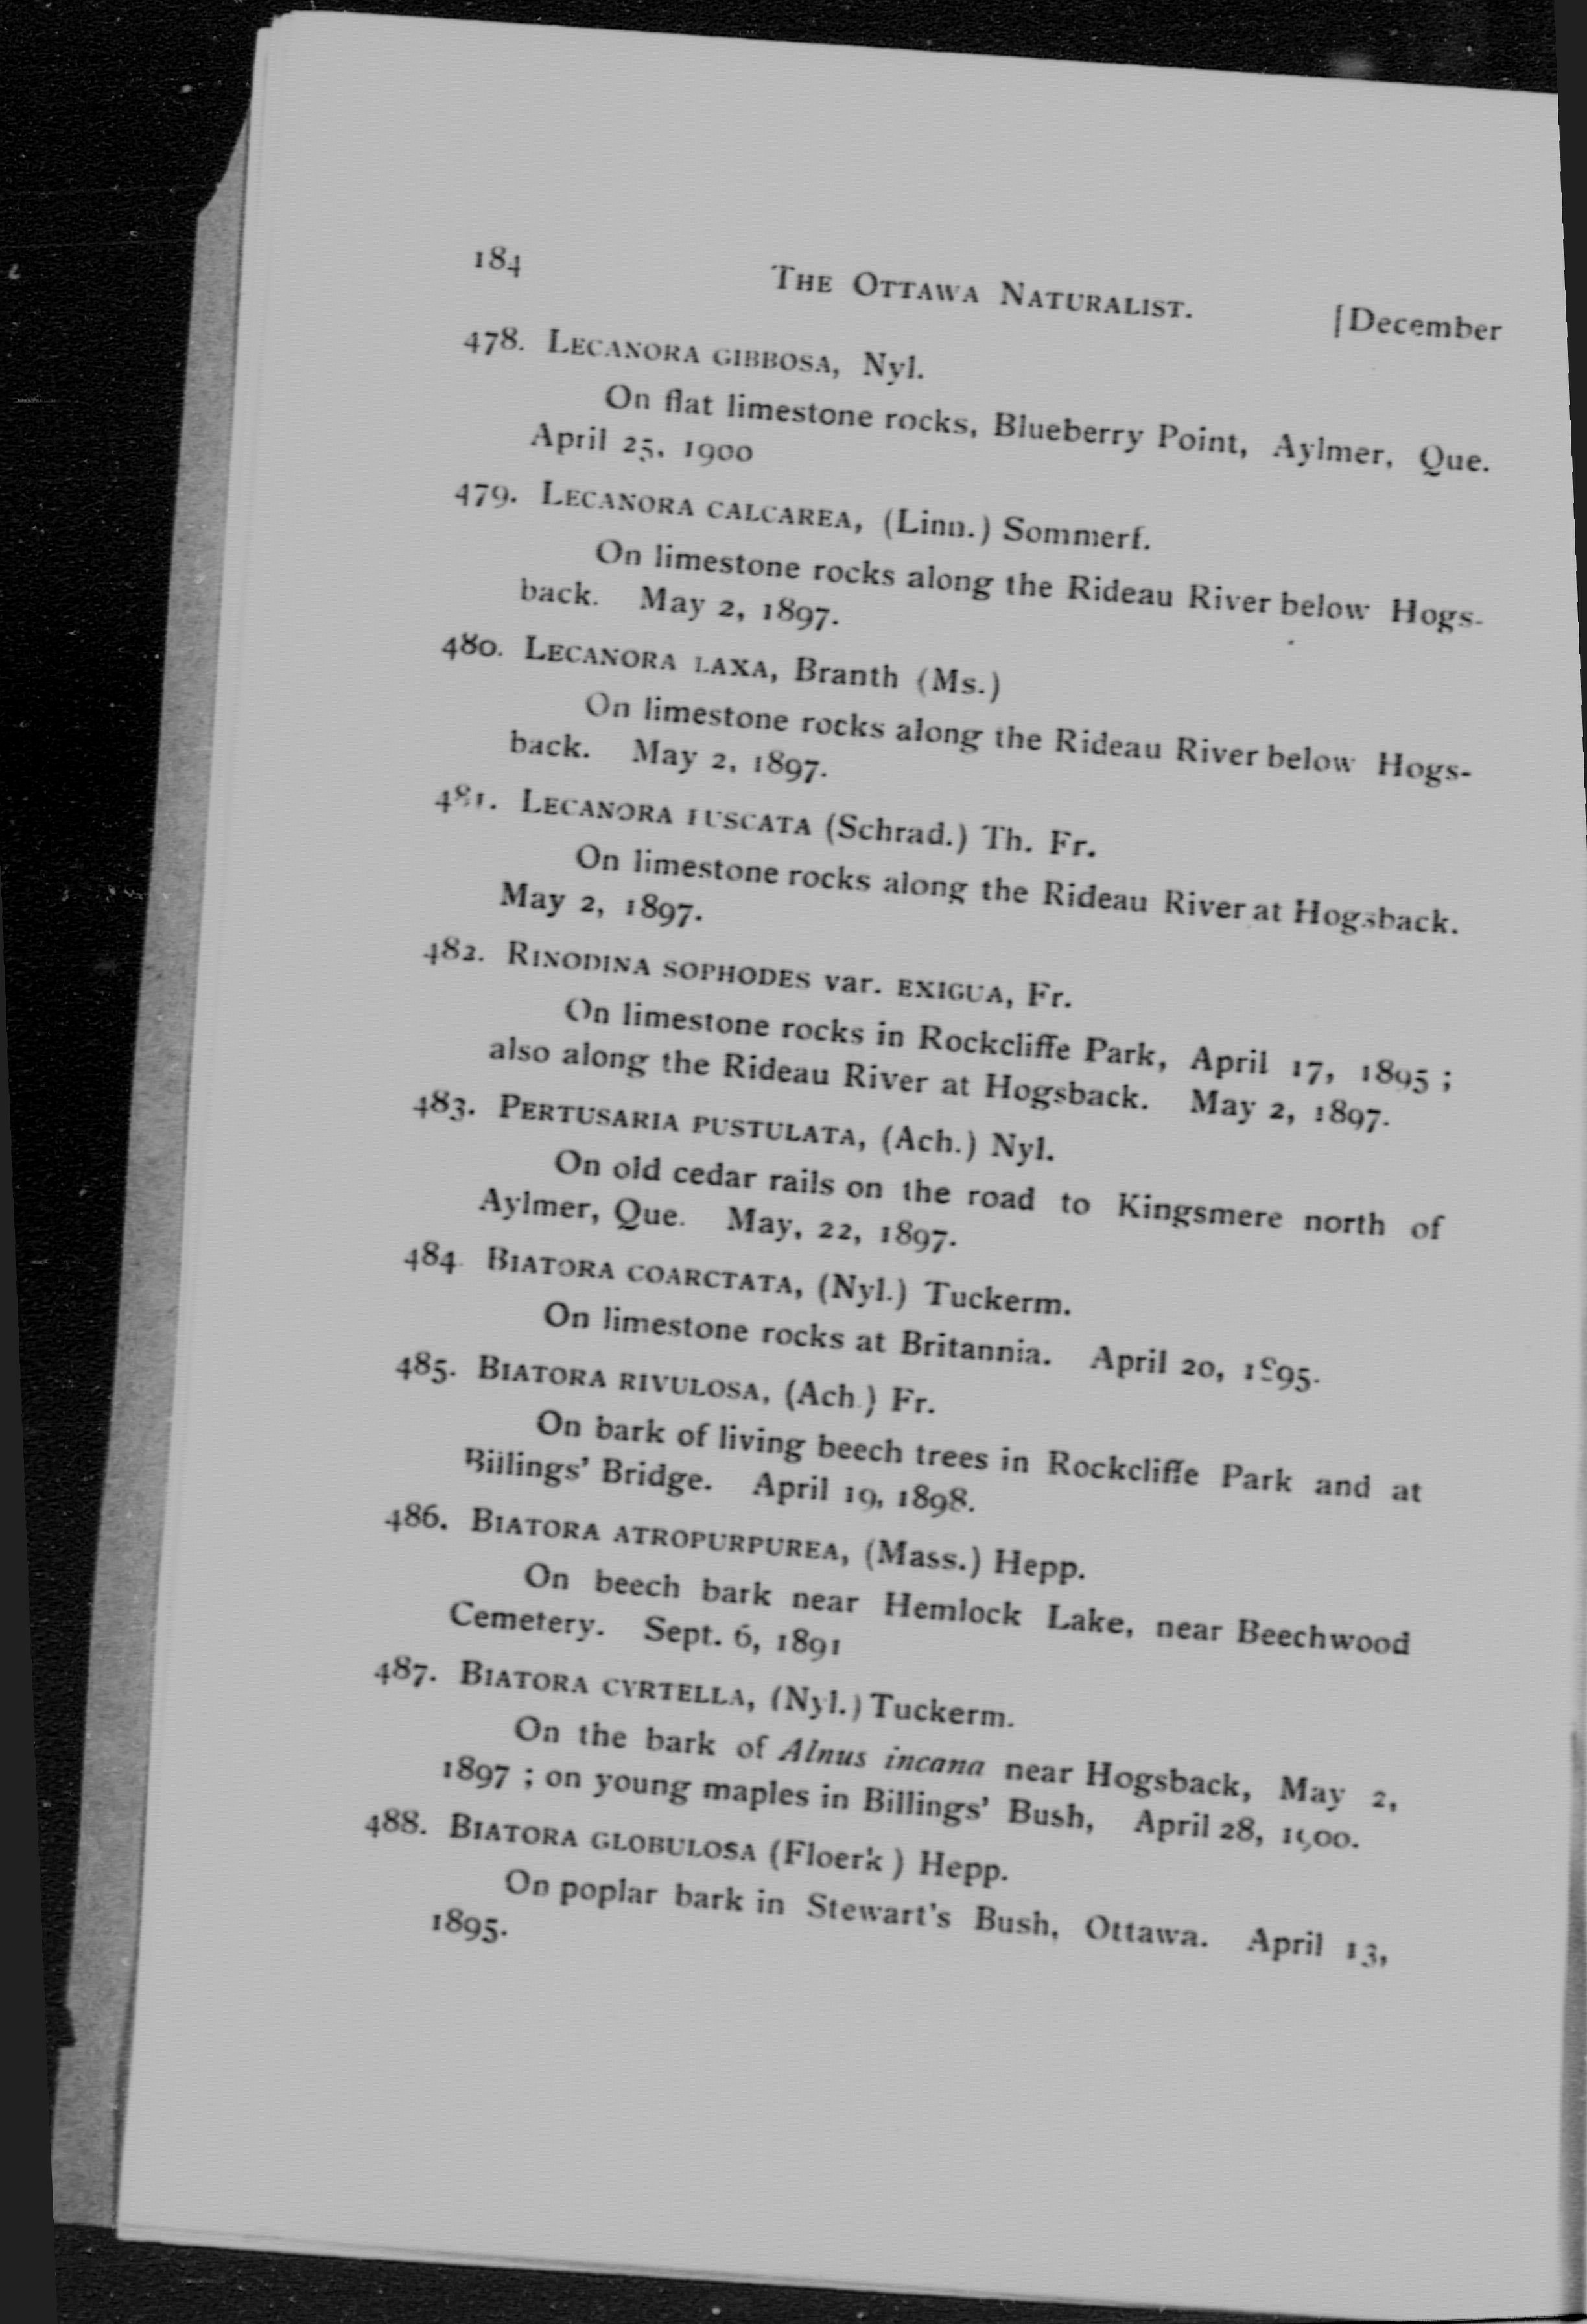 184 THE OTTAWA NATURALIST. [December
478. LECANORA GIBBOSA, Nyl.
On flat limestone rocks, Blueberry Point, Aylmer, Que.
April 25, 1900
479. LECANORA CALCAREA, (Linn.) Sommerf.
On limestone rocks along the Rideau River below Hogs-
back. May 2, 1897.
480. LECANORA LAXA, Branth (Ms.)
On limestone rocks along the Rideau River below Hogs-
back. May 2, 1897.
481. LECANORA FUSCATA (Schrad.) Th. Fr.
On limestone rocks along the Rideau River at Hogsback.
May 2, 1897.
482. RINODINA SOPHODES var. EXIGUA, Fr.
On limestone rocks in Rockcliffe Park, April 17, 1895 ;
also along the Rideau River at Hogsback. May 2, 1897.
483. PERTUSARIA PUSTULATA, (Ach.) Nyl.
On old cedar rails on the road to Kingsmere north of
Aylmer, Que. May, 22, 1897.
484. BIATORA COARCTATA, (Nyl.) Tuckerm.
On limestone rocks at Britannia. April 20, 1895.
485. BIATORA RIVULOSA, (Ach.) Fr.
On bark of living beech trees in Rockcliffe Park and at
Billings' Bridge. April 19, 1898.
486. BIATORA ATROPURPUREA, (Mass.) Hepp.
On beech bark near Hemlock Lake, near Beechwood
Cemetery. Sept. 6, 1891
487. BIATORA CYRTELLA, (Nyl.) Tuckerm.
On the bark of Alnus incana near Hogsback, May 2,
1897 ; on young maples in Billings' Bush, April 28, 1900.
488. BIATORA GLOBULOSA (Floerk ) Hepp.
On poplar bark in Stewart's Bush, Ottawa. April 13,
1895.